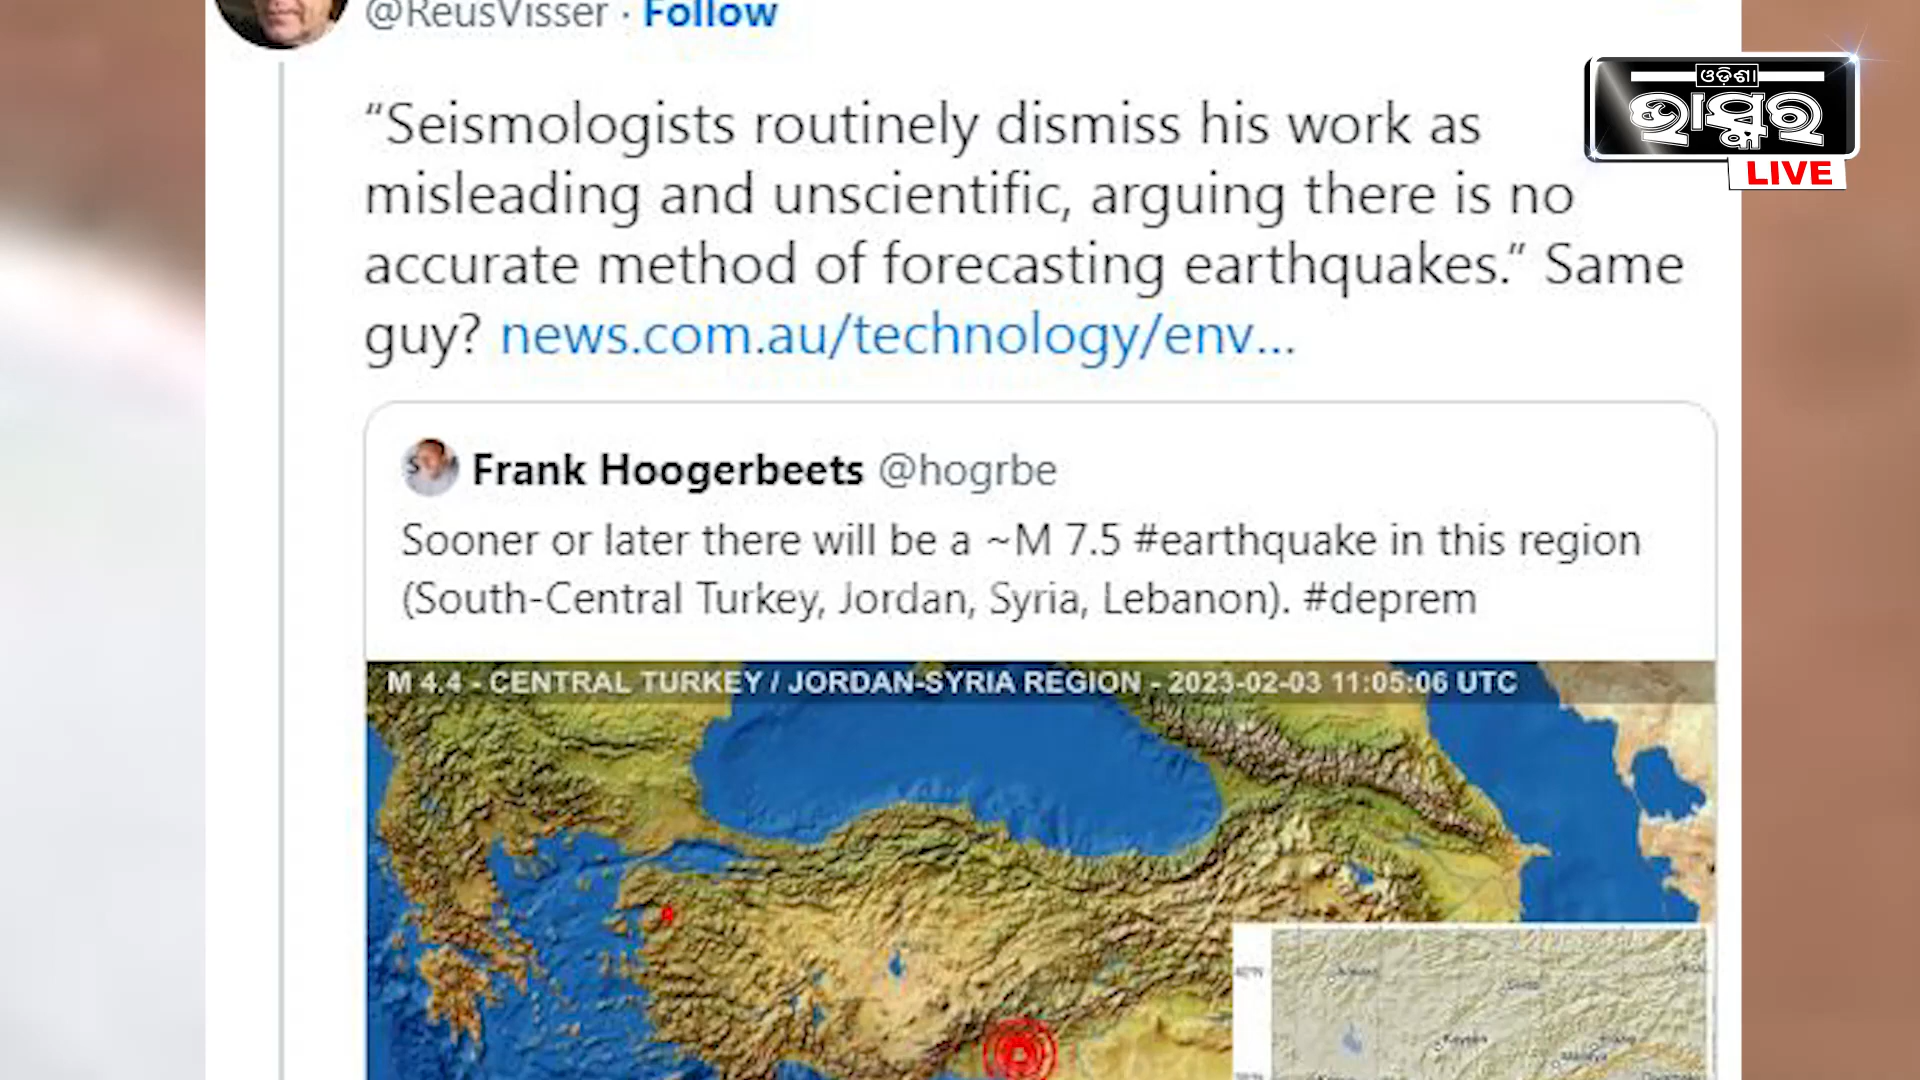 @ReusVisser · Follow
ଓଡ଼ିଶା
ଭାସ୍କର
LIVE
“Seismologists routinely dismiss his work as
misleading and unscientific, arguing there is no
accurate method of forecasting earthquakes.” Same
guy? news.com.au/technology/env...
Frank Hoogerbeets @hogrbe
Sooner or later there will be a ~M 7.5 #earthquake in this region
(South-Central Turkey, Jordan, Syria, Lebanon). #deprem
M 4.4 - CENTRAL TURKEY / JORDAN-SYRIA REGION - 2023-02-03 11:05:06 UTC